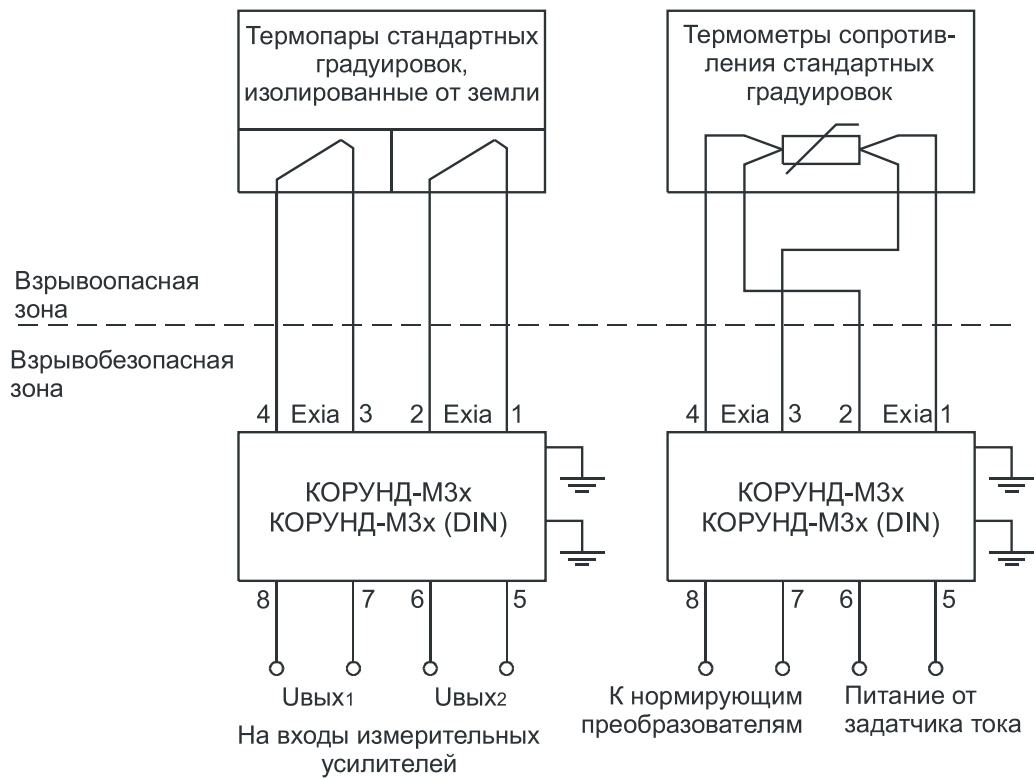 Термопары стандартных
градуировок,
изолированные от земли
Термометры сопротив-
ления стандартных
градуировок
Взрывоопасная
зона
Взрывобезопасная
зона
4 Exia 3 2 Exia 1
4 Exia 3 2 Exia 1
КОРУНД-М3х
КОРУНД-М3х (DIN)
КОРУНД-М3х
КОРУНД-М3х (DIN)
8 7 6 5
8 7 6 5
Uвых1 Uвых2
На входы измерительных
усилителей
К нормирующим
преобразователям
Питание от
задатчика тока